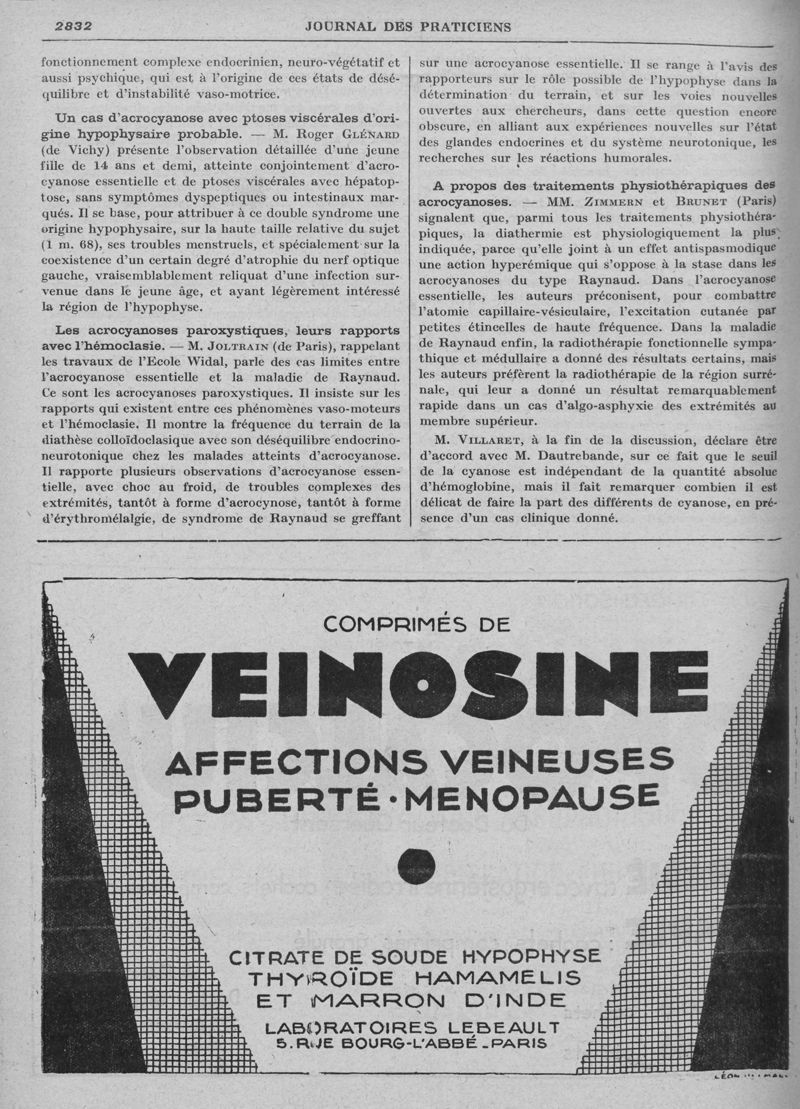 2832
JOURNAL DES PRATICIENS
fonctionnement complexe endocrinien, neuro-végétatif et
aussi psychique, qui est à l'origine de ces états de désé-
quilibre et d'instabilité vaso-motrice.
Un cas d'acrocyanose avec ptoses viscérales d'ori-
gine hypophysaire probable. — M. Roger GLÉNARD
(de Vichy) présente l'observation détaillée d'une jeune
fille de 14 ans et demi, atteinte conjointement d'acro-
cyanose essentielle et de ptoses viscérales avec hépatop-
tose, sans symptômes dyspeptiques ou intestinaux mar-
qués. Il se base, pour attribuer à ce double syndrome une
origine hypophysaire, sur la haute taille relative du sujet
(1 m. 68), ses troubles menstruels, et spécialement sur la
coexistence d'un certain degré d'atrophie du nerf optique
gauche, vraisemblablement reliquat d'une infection sur-
venue dans le jeune âge, et ayant légèrement intéressé
la région de l'hypophyse.
Les acrocyanoses paroxystiques, leurs rapports
avec l'hémoclasie. — M. JOLTRAIN (de Paris), rappelant
les travaux de l'Ecole Widal, parle des cas limites entre
l'acrocyanose essentielle et la maladie de Raynaud.
Ce sont les acrocyanoses paroxystiques. Il insiste sur les
rapports qui existent entre ces phénomènes vaso-moteurs
et l'hémoclasie. Il montre la fréquence du terrain de la
diathèse colloïdoclasique avec son déséquilibre endocrino-
neurotonique chez les malades atteints d'acrocyanose.
Il rapporte plusieurs observations d'acrocyanose essen-
tielle, avec choc au froid, de troubles complexes des
extrémités, tantôt à forme d'acrocynose, tantôt à forme
d'érythromélalgie, de syndrome de Raynaud se greffant
sur une acrocyanose essentielle. Il se range à l'avis des
rapporteurs sur le rôle possible de l'hypophyse dans la
détermination du terrain, et sur les voies nouvelles
ouvertes aux chercheurs, dans cette question encore
obscure, en alliant aux expériences nouvelles sur l'état
des glandes endocrines et du système neurotonique, les
recherches sur les réactions humorales.
A propos des traitements physiothérapiques des
acrocyanoses. — MM. ZIMMERN et BRUNET (Paris)
signalent que, parmi tous les traitements physiothéra-
piques, la diathermie est physiologiquement la plus
indiquée, parce qu'elle joint à un effet antispasmodique
une action hyperémique qui s'oppose à la stase dans les
acrocyanoses du type Raynaud. Dans l'acrocyanose
essentielle, les auteurs préconisent, pour combattre
l'atomie capillaire-vésiculaire, l'excitation cutanée par
petites étincelles de haute fréquence. Dans la maladie
de Raynaud enfin, la radiothérapie fonctionnelle sympa-
thique et médullaire a donné des résultats certains, mais
les auteurs préfèrent la radiothérapie de la région surré-
nale, qui leur a donné un résultat remarquablement
rapide dans un cas d'algo-asphyxie des extrémités au
membre supérieur.
M. VILLARET, à la fin de la discussion, déclare être
d'accord avec M. Dautrebande, sur ce fait que le seuil
de la cyanose est indépendant de la quantité absolue
d'hémoglobine, mais il fait remarquer combien il est
délicat de faire la part des différents de cyanose, en pré-
sence d'un cas clinique donné.
COMPRIMÉS DE
VEINOSINE
AFFECTIONS VEINEUSES
PUBERTÉ · MENOPAUSE
CITRATE DE SOUDE HYPOPHYSE
THYROÏDE HAMAMELIS
ET MARRON D'INDE
LABORATOIRES LEBEAULT
5. RUE BOURG-L'ABBÉ - PARIS
LÉON